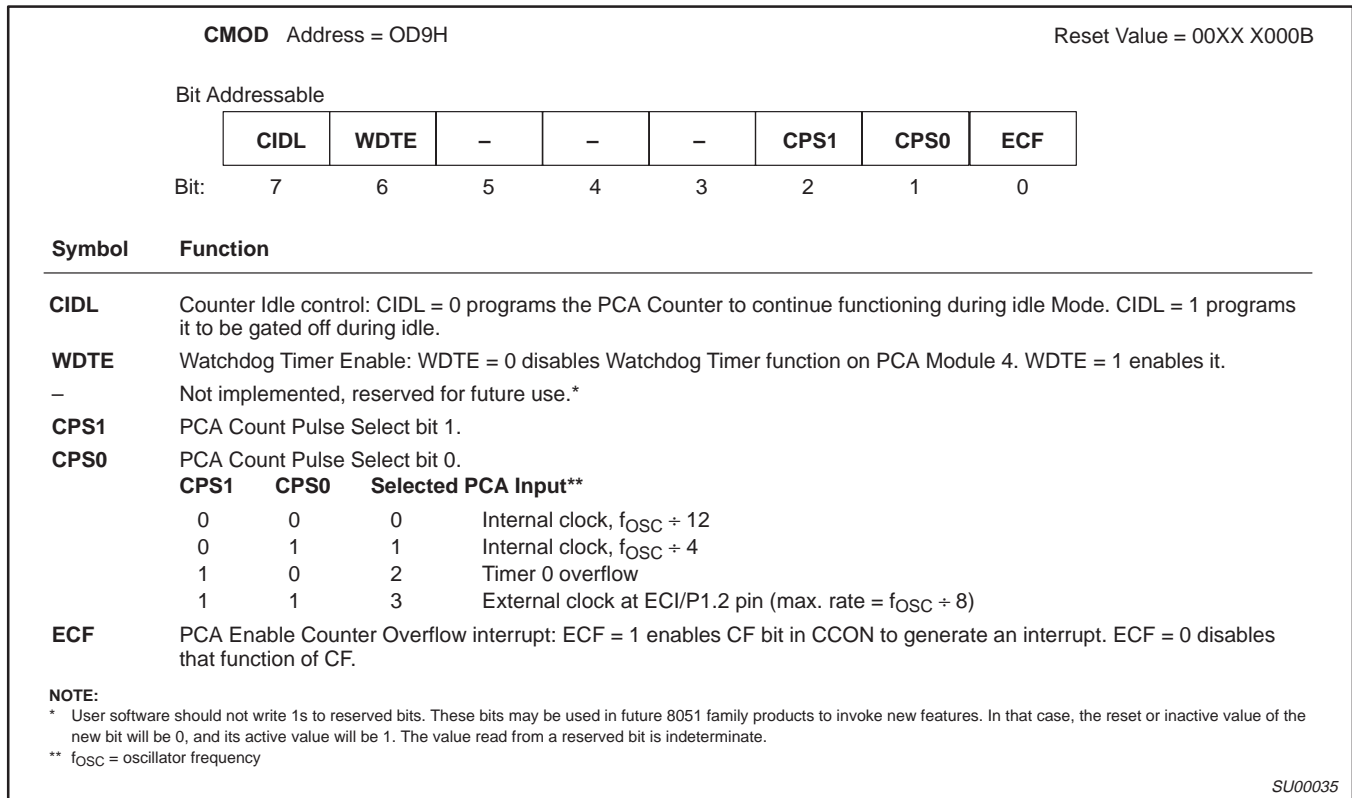 CMOD Address = OD9H Reset Value = 00XX X000B
Bit Addressable
CIDL WDTE – – – CPS1 CPS0 ECF
Bit: 7 6 5 4 3 2 1 0
Symbol Function
CIDL Counter Idle control: CIDL = 0 programs the PCA Counter to continue functioning during idle Mode. CIDL = 1 programs
it to be gated off during idle.
WDTE Watchdog Timer Enable: WDTE = 0 disables Watchdog Timer function on PCA Module 4. WDTE = 1 enables it.
– Not implemented, reserved for future use.*
CPS1 PCA Count Pulse Select bit 1.
CPS0 PCA Count Pulse Select bit 0.
CPS1 CPS0 Selected PCA Input**
0 0 0 Internal clock, fOSC ÷ 12
0 1 1 Internal clock, fOSC ÷ 4
1 0 2 Timer 0 overflow
1 1 3 External clock at ECI/P1.2 pin (max. rate = fOSC ÷ 8)
ECF PCA Enable Counter Overflow interrupt: ECF = 1 enables CF bit in CCON to generate an interrupt. ECF = 0 disables
that function of CF.
NOTE:
* User software should not write 1s to reserved bits. These bits may be used in future 8051 family products to invoke new features. In that case, the reset or inactive value of the
new bit will be 0, and its active value will be 1. The value read from a reserved bit is indeterminate.
** fOSC = oscillator frequency
SU00035